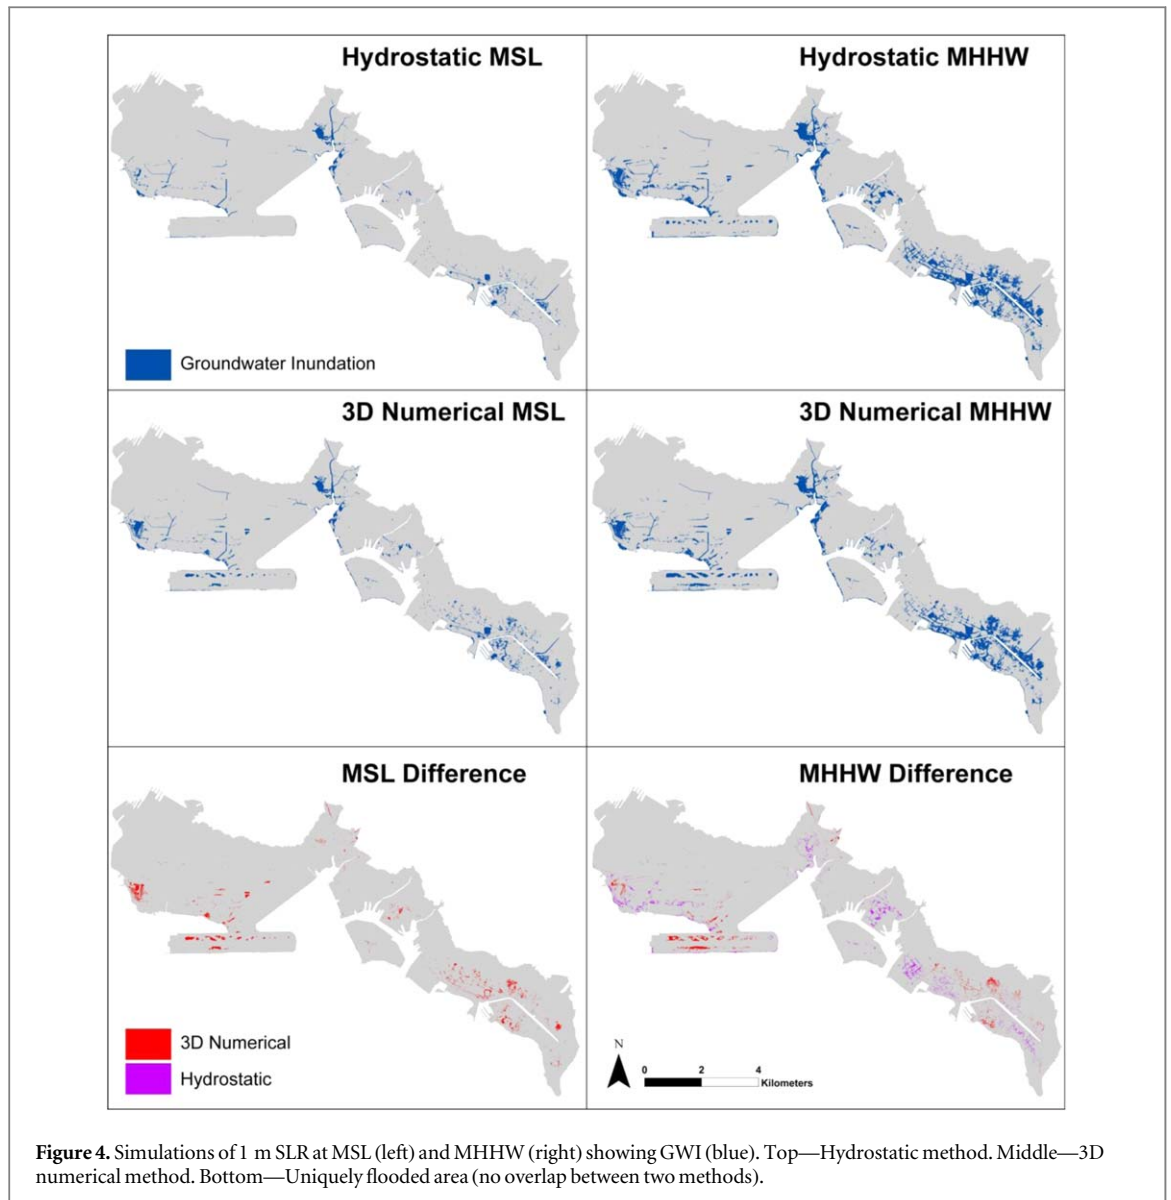 Hydrostatic MSL
Hydrostatic MHHW
Groundwater Inundation
3D Numerical MSL
3D Numerical MHHW
MSL Difference
MHHW Difference
3D Numerical
Hydrostatic
N
0 2 4
Kilometers
Figure 4. Simulations of 1 m SLR at MSL (left) and MHHW (right) showing GWI (blue). Top—Hydrostatic method. Middle—3D
numerical method. Bottom—Uniquely flooded area (no overlap between two methods).